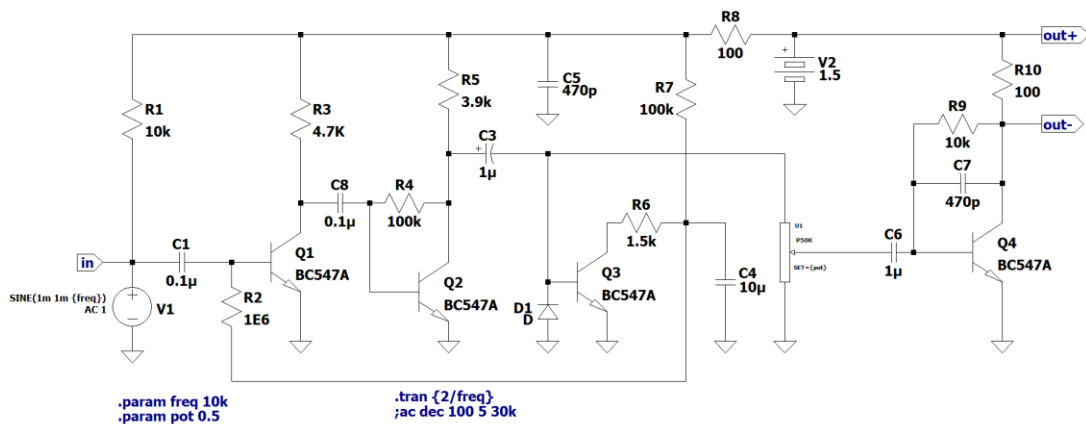 R8
100
out+
V2
1.5
R5
3.9k
C5
470p
R7
100k
R10
100
R1
10k
R3
4.7K
R9
10k
out-
C3
1µ
C7
470p
C8
0.1µ
R4
100k
R6
1.5k
U1
P50K
SET={pot}
C6
1µ
in
C1
0.1µ
Q1
BC547A
Q2
BC547A
Q3
BC547A
C4
10µ
Q4
BC547A
SINE(1m 1m {freq})
AC 1
V1
R2
1E6
D1
D
.param freq 10k
.param pot 0.5
.tran {2/freq}
;ac dec 100 5 30k